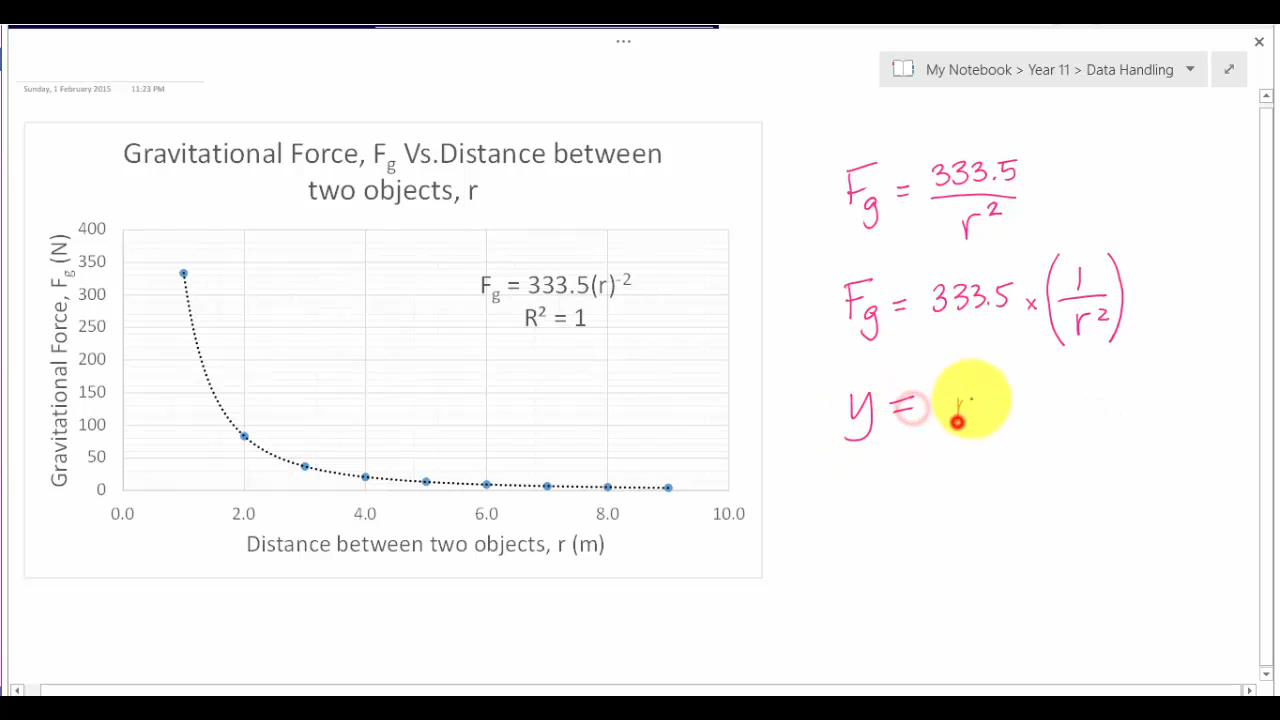 ...
My Notebook > Year 11 > Data Handling
Sunday, 1 February 2015 11:23 PM
Gravitational Force, Fg Vs.Distance between
two objects, r
Gravitational Force, Fg (N)
400
350
300
250
200
150
100
50
0
Fg = 333.5(r)⁻²
R² = 1
0.0 2.0 4.0 6.0 8.0 10.0
Distance between two objects, r (m)
Fg = 333.5 / r²
Fg = 333.5 × (1 / r²)
y =